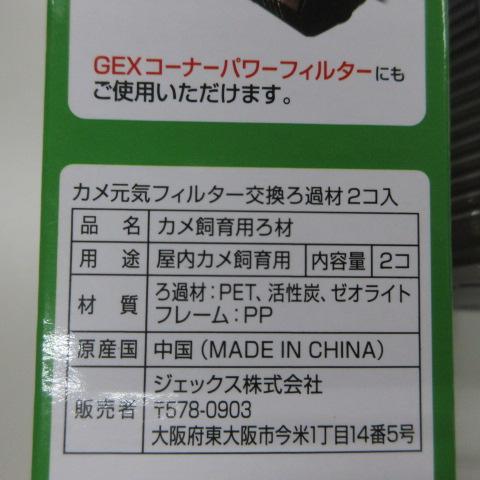 GEXコーナーパワーフィルターにも
ご使用いただけます。
カメ元気フィルター交換ろ過材2コ入
品 名 カメ飼育用ろ材
用 途 屋内カメ飼育用 内容量 2コ
材 質 ろ過材:PET、活性炭、ゼオライト
フレーム:PP
原産国 中国(MADE IN CHINA)
販売者 ジェックス株式会社
〒578-0903
大阪府東大阪市今米1丁目14番5号